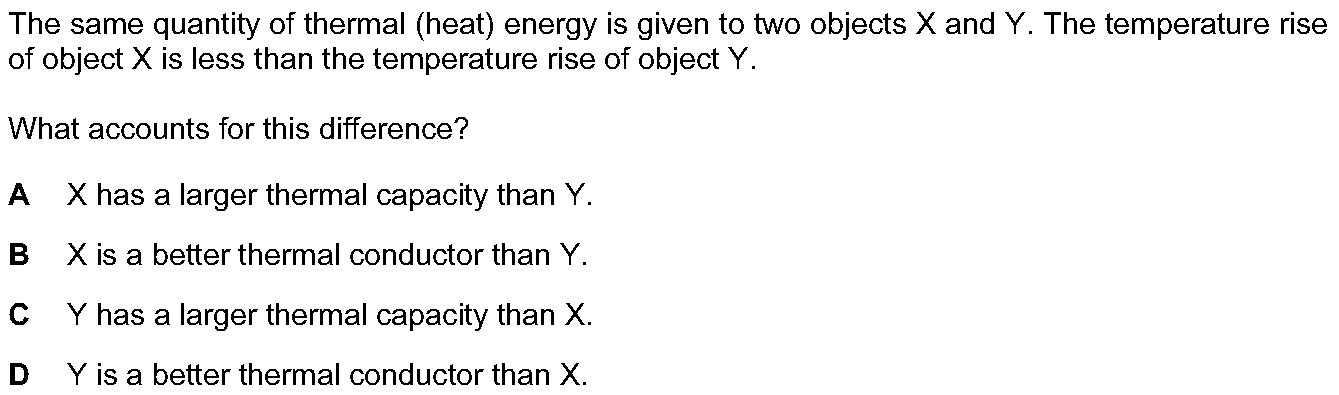 The same quantity of thermal (heat) energy is given to two objects X and Y. The temperature rise
of object X is less than the temperature rise of object Y.
What accounts for this difference?
A X has a larger thermal capacity than Y.
B X is a better thermal conductor than Y.
C Y has a larger thermal capacity than X.
D Y is a better thermal conductor than X.